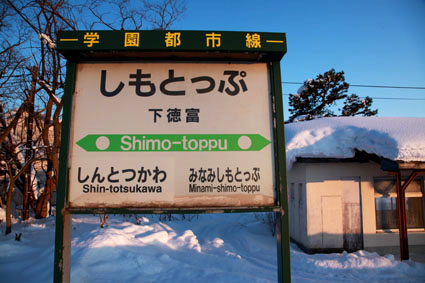 学園都市線
しもとっぷ
下徳富
Shimo-toppu
しんとつかわ
みなみしもとっぷ
Shin-totsukawa
Minami-shimo-toppu